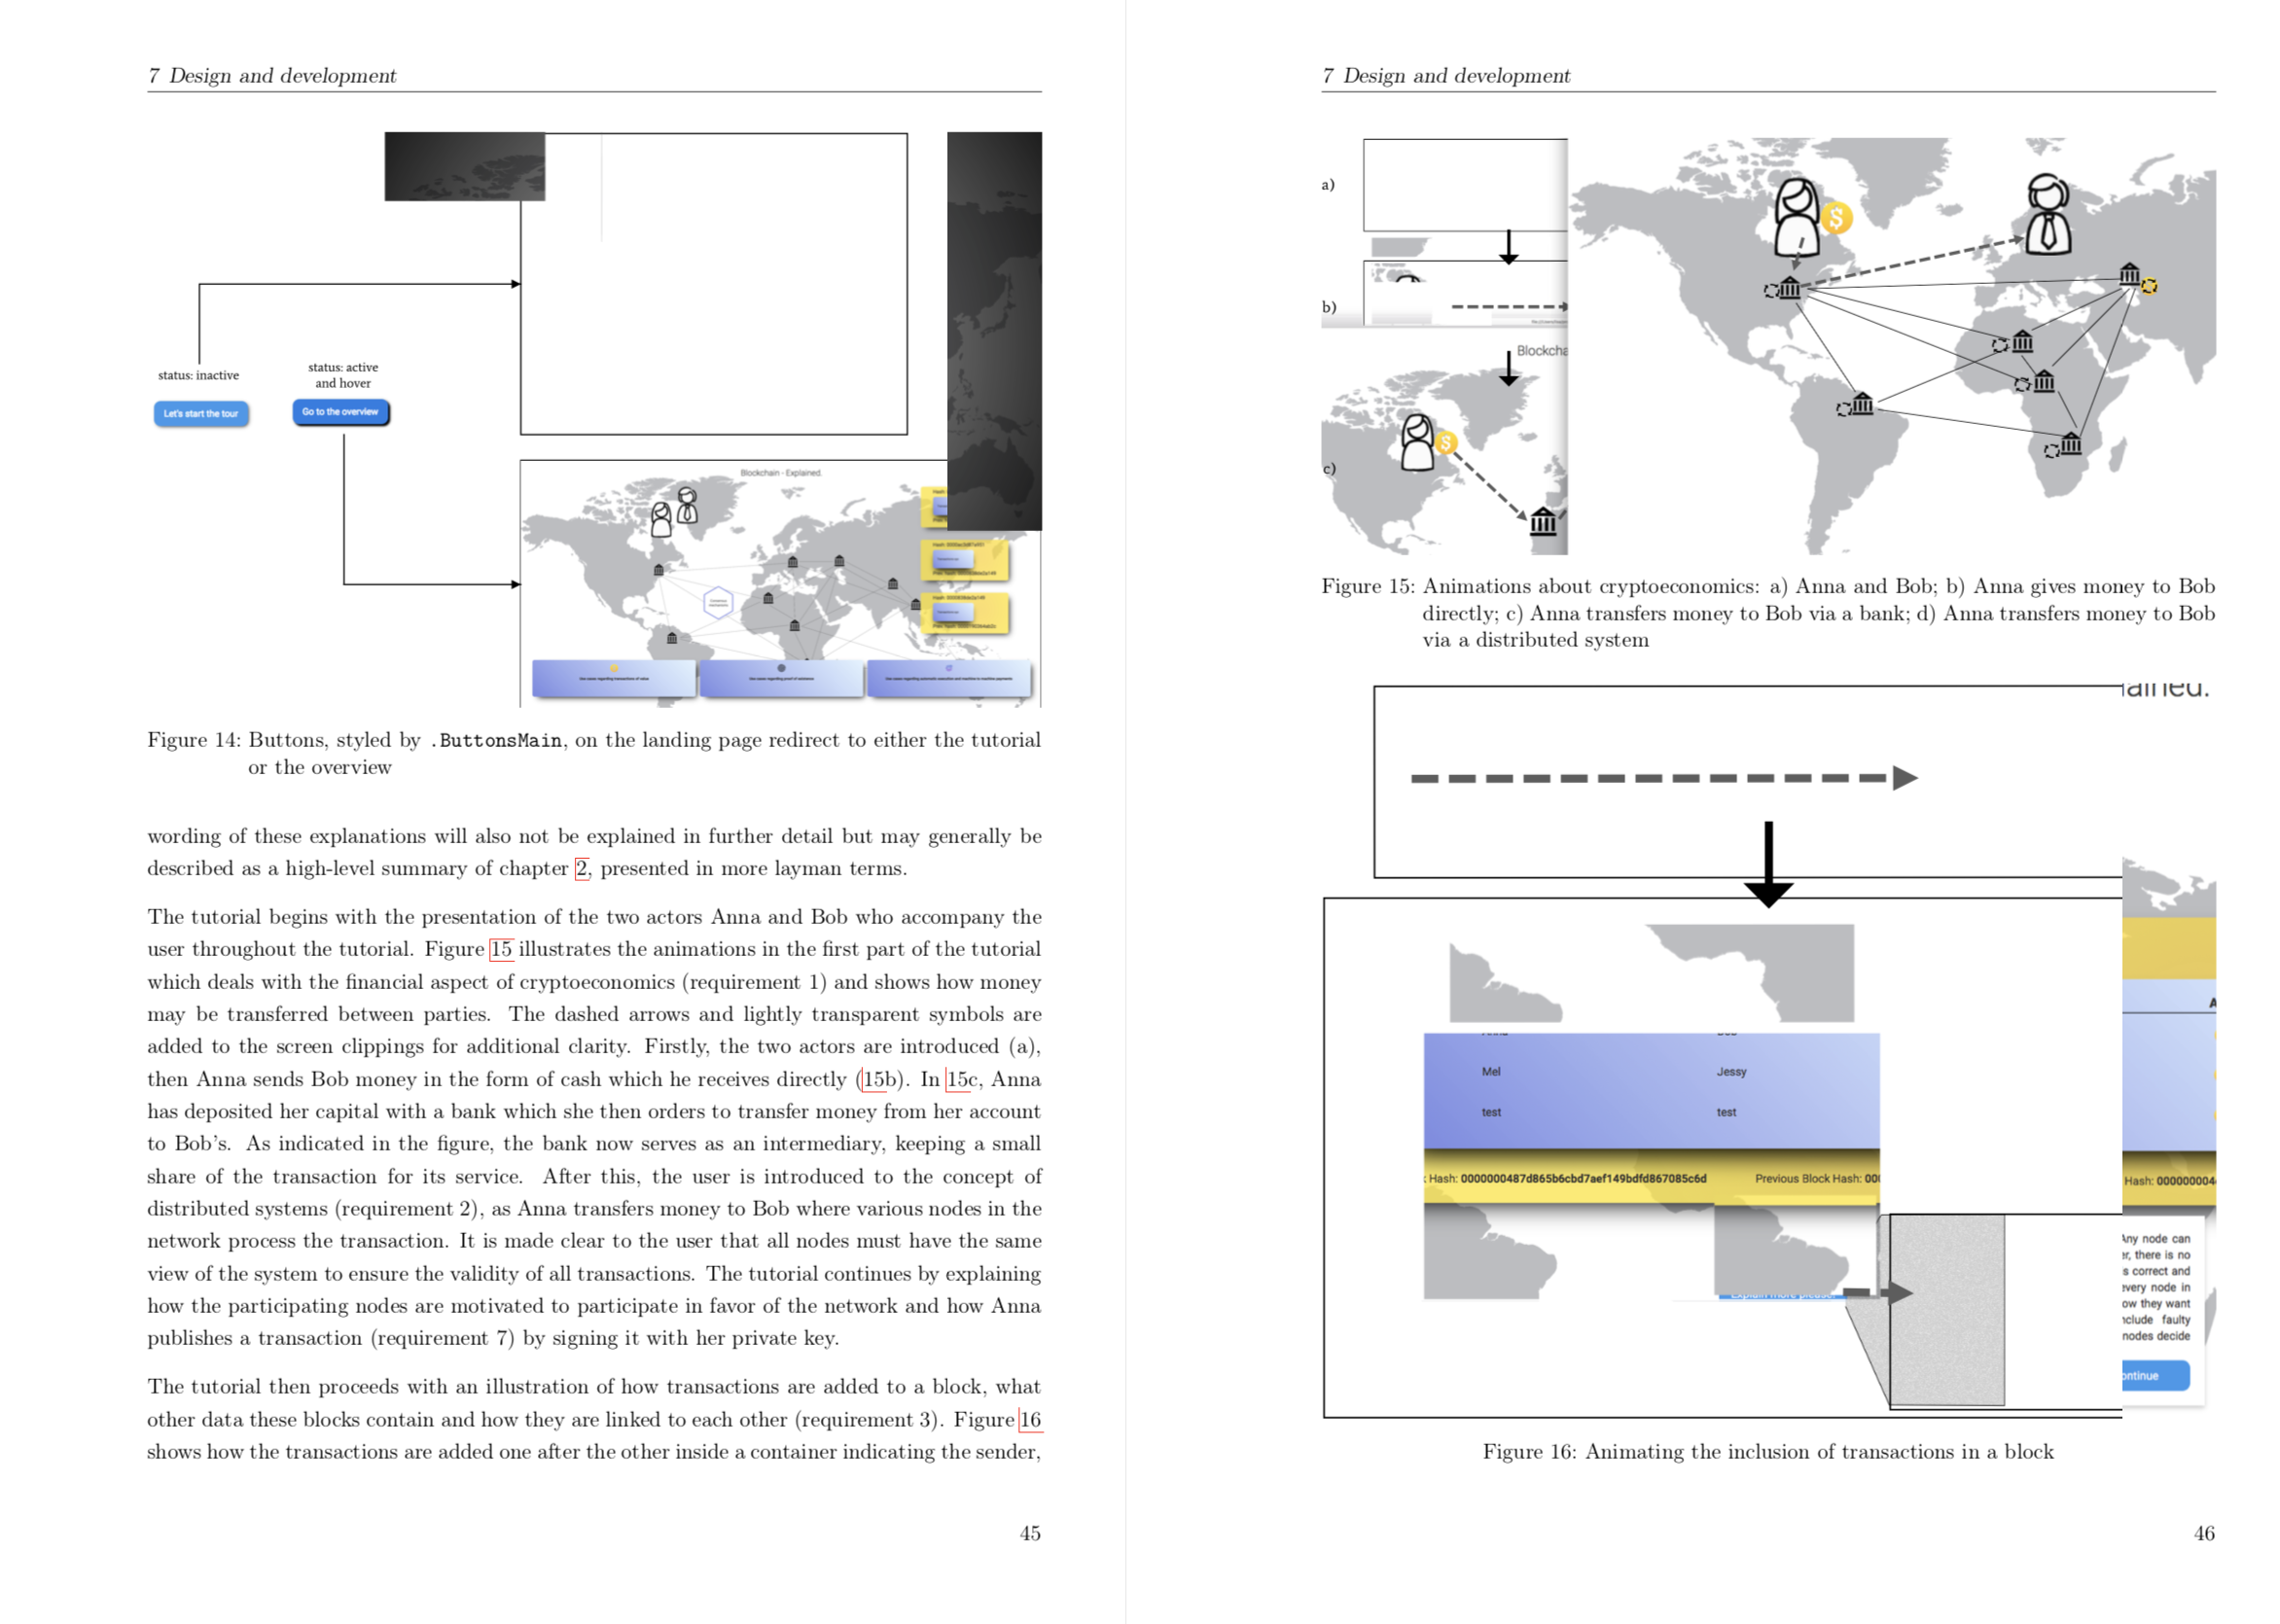 7 Design and development
status: inactive
status: active
and hover
Let's start the tour
Go to the overview
Blockchain - Explained.
Figure 14: Buttons, styled by .ButtonsMain, on the landing page redirect to either the tutorial
or the overview
wording of these explanations will also not be explained in further detail but may generally be
described as a high-level summary of chapter 2, presented in more layman terms.
The tutorial begins with the presentation of the two actors Anna and Bob who accompany the
user throughout the tutorial. Figure 15 illustrates the animations in the first part of the tutorial
which deals with the financial aspect of cryptoeconomics (requirement 1) and shows how money
may be transferred between parties. The dashed arrows and lightly transparent symbols are
added to the screen clippings for additional clarity. Firstly, the two actors are introduced (a),
then Anna sends Bob money in the form of cash which he receives directly (15b). In 15c, Anna
has deposited her capital with a bank which she then orders to transfer money from her account
to Bob's. As indicated in the figure, the bank now serves as an intermediary, keeping a small
share of the transaction for its service. After this, the user is introduced to the concept of
distributed systems (requirement 2), as Anna transfers money to Bob where various nodes in the
network process the transaction. It is made clear to the user that all nodes must have the same
view of the system to ensure the validity of all transactions. The tutorial continues by explaining
how the participating nodes are motivated to participate in favor of the network and how Anna
publishes a transaction (requirement 7) by signing it with her private key.
The tutorial then proceeds with an illustration of how transactions are added to a block, what
other data these blocks contain and how they are linked to each other (requirement 3). Figure 16
shows how the transactions are added one after the other inside a container indicating the sender,
45
7 Design and development
a)
b)
Blockcha
c)
Figure 15: Animations about cryptoeconomics: a) Anna and Bob; b) Anna gives money to Bob
directly; c) Anna transfers money to Bob via a bank; d) Anna transfers money to Bob
via a distributed system
ained.
A
Mel Jessy
test test
Hash: 0000000487d865b6cbd7aef149bdfd867085c6d Previous Block Hash: 00
Hash: 000000004
Any node can
er, there is no
s correct and
every node in
ow they want
nclude faulty
nodes decide
ontinue
Figure 16: Animating the inclusion of transactions in a block
46